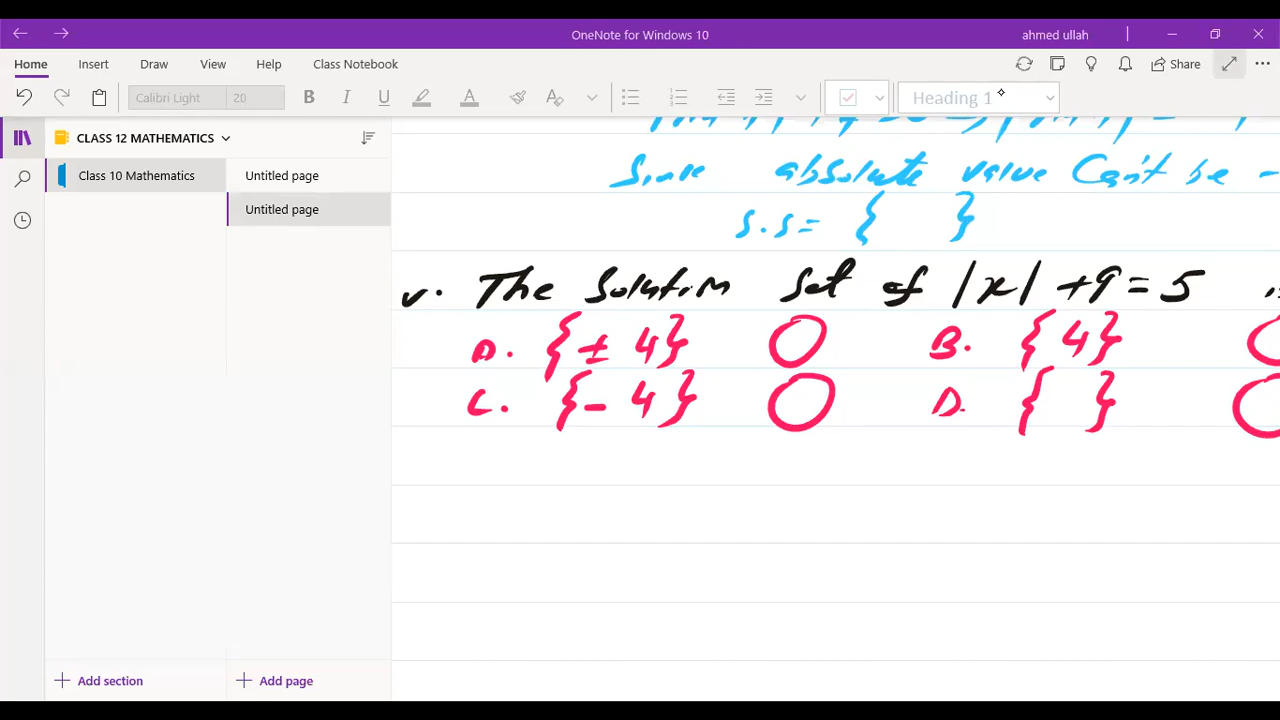 OneNote for Windows 10
ahmed ullah
Home Insert Draw View Help Class Notebook
Share
Calibri Light 20 B I U A
Heading 1
CLASS 12 MATHEMATICS
Class 10 Mathematics
Untitled page
Untitled page
Since absolute value Can't be -
S.S = { }
v. The Solution Set of |x| + 9 = 5
A. {± 4} B. {4}
C. {- 4} D. { }
+ Add section + Add page